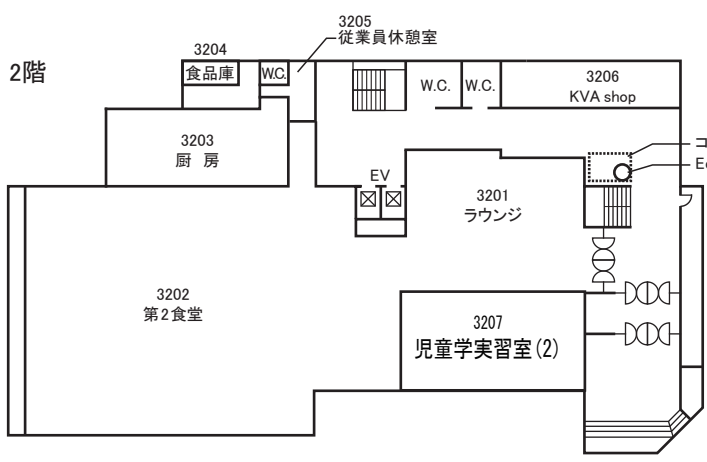 3205
従業員休憩室
3204
2階
食品庫
W.C.
W.C.
W.C.
3206
KVA shop
3203
厨 房
EV
3201
ラウンジ
3202
第2食堂
3207
児童学実習室(2)